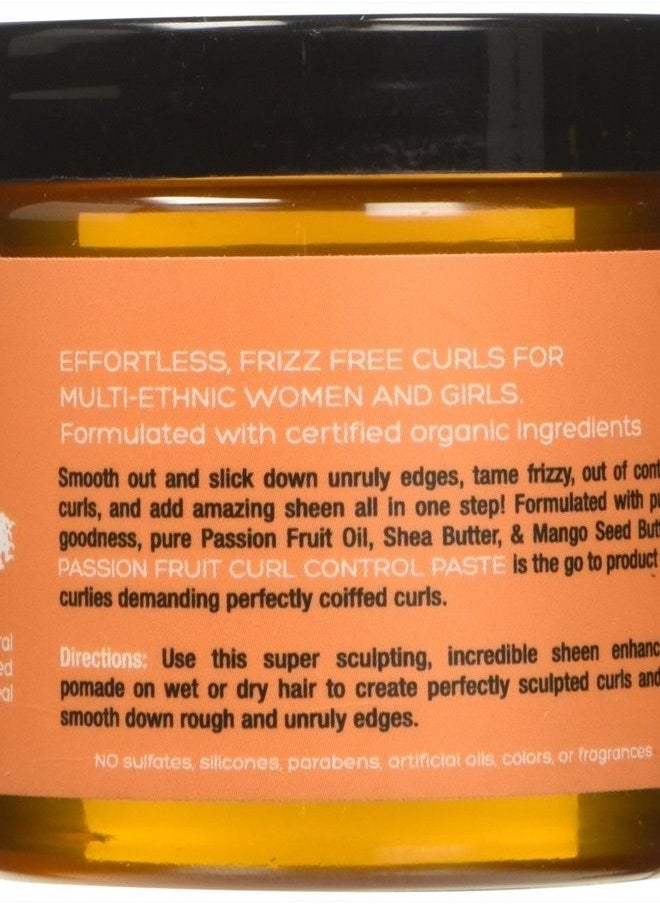 EFFORTLESS, FRIZZ FREE CURLS FOR
MULTI-ETHNIC WOMEN AND GIRLS.
Formulated with certified organic ingredients
Smooth out and slick down unruly edges, tame frizzy, out of
curls, and add amazing sheen all in one step! Formulated with
goodness, pure Passion Fruit Oil, Shea Butter, & Mango Seed
PASSION FRUIT CURL CONTROL PASTE is the go to product
curlies demanding perfectly coiffed curls.
Directions: Use this super sculpting, incredible sheen
pomade on wet or dry hair to create perfectly sculpted curls and
smooth down rough and unruly edges.
NO sulfates, silicones, parabens, artificial oils, colors, or fragrances